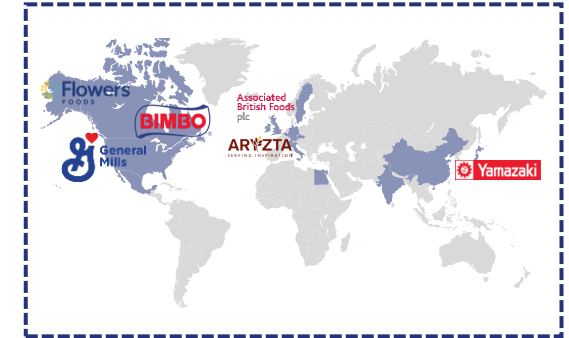 Flowers
FOODS
BIMBO
General
Mills
Associated
British Foods
plc
ARYZTA
SERVING INSPIRATION
Yamazaki